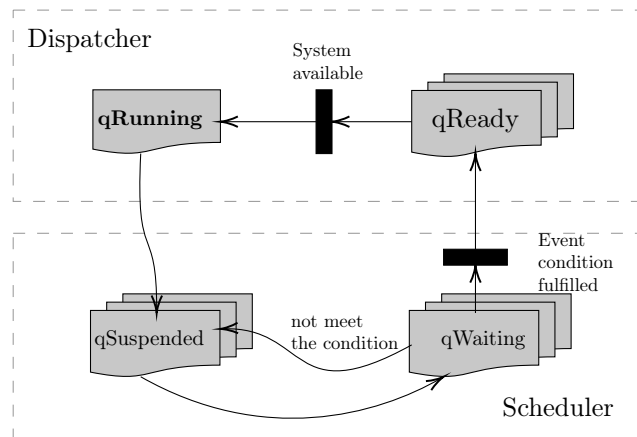 Dispatcher
System
available
qRunning
qReady
Event
condition
fulfilled
not meet
the condition
qSuspended
qWaiting
Scheduler